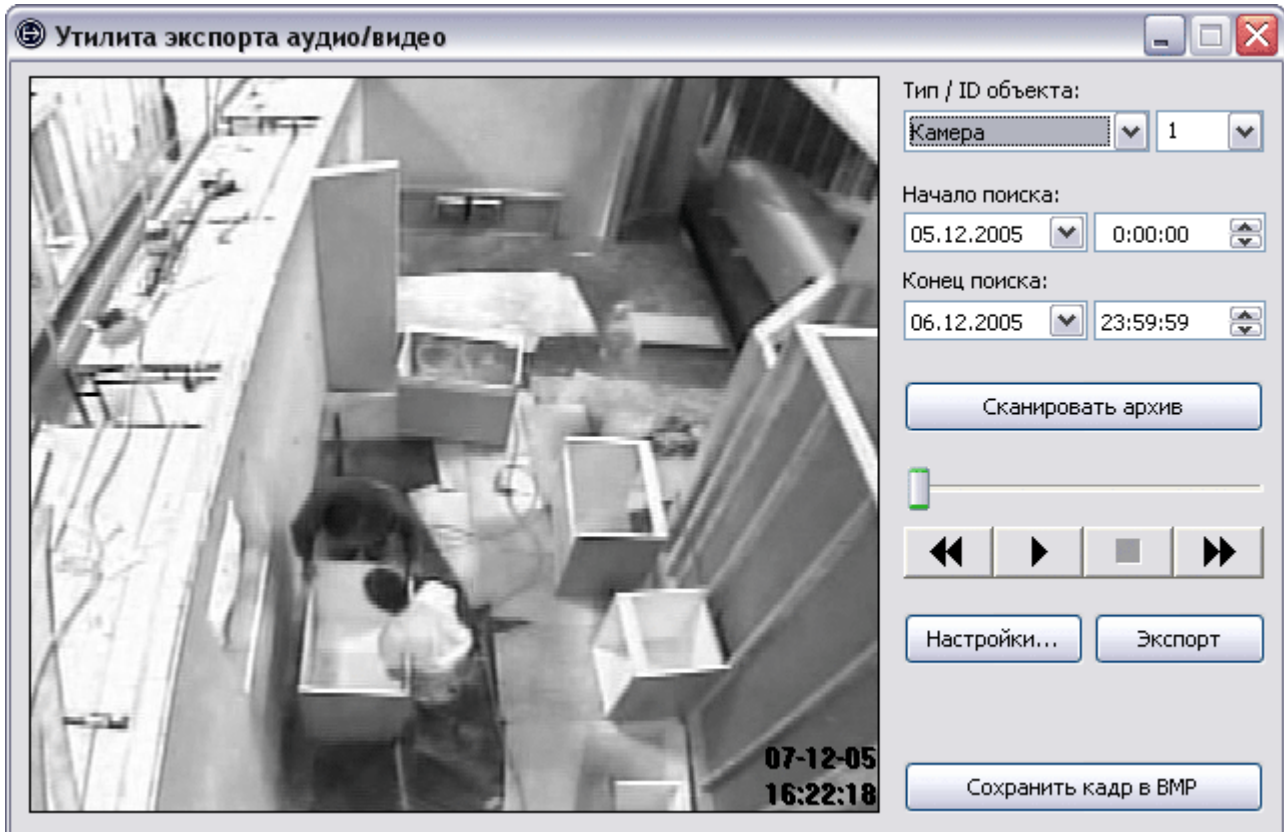 Утилита экспорта аудио/видео
Тип / ID объекта:
Камера 1
Начало поиска:
05.12.2005 0:00:00
Конец поиска:
06.12.2005 23:59:59
Сканировать архив
Настройки... Экспорт
07-12-05
16:22:18
Сохранить кадр в BMP